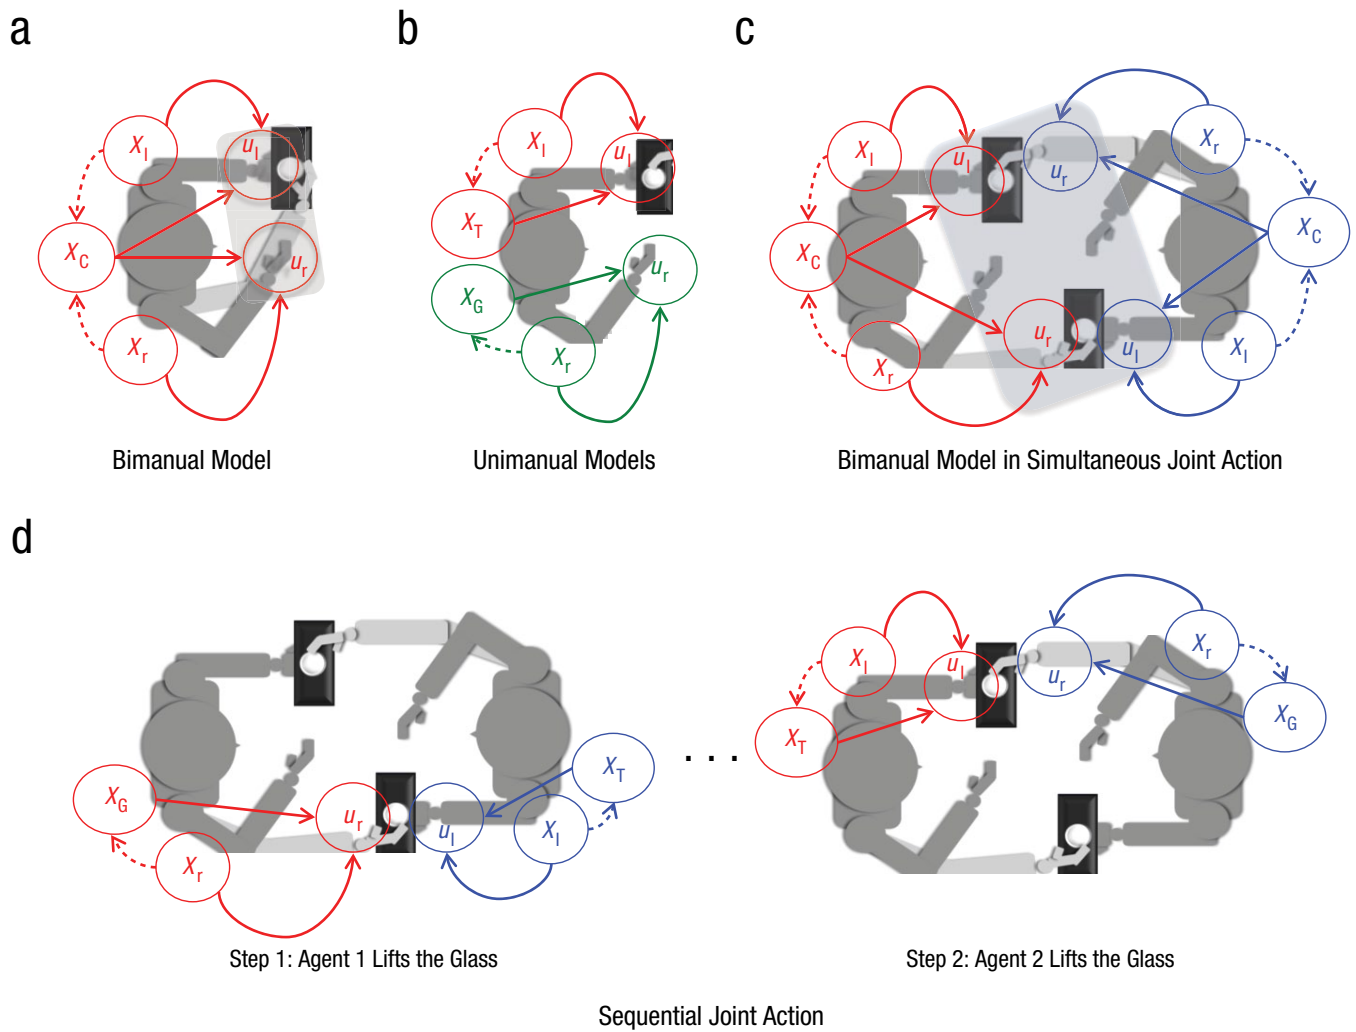 a
b
c
X_l
u_l
X_C
u_r
X_r
X_l
u_l
X_T
X_G
u_r
X_r
X_l
u_l
X_C
u_r
X_r
u_r
X_r
X_C
u_l
X_l
Bimanual Model
Unimanual Models
Bimanual Model in Simultaneous Joint Action
d
X_G
u_r
X_r
u_l
X_T
X_l
. . .
X_l
u_l
X_T
u_r
X_r
X_G
Step 1: Agent 1 Lifts the Glass
Step 2: Agent 2 Lifts the Glass
Sequential Joint Action